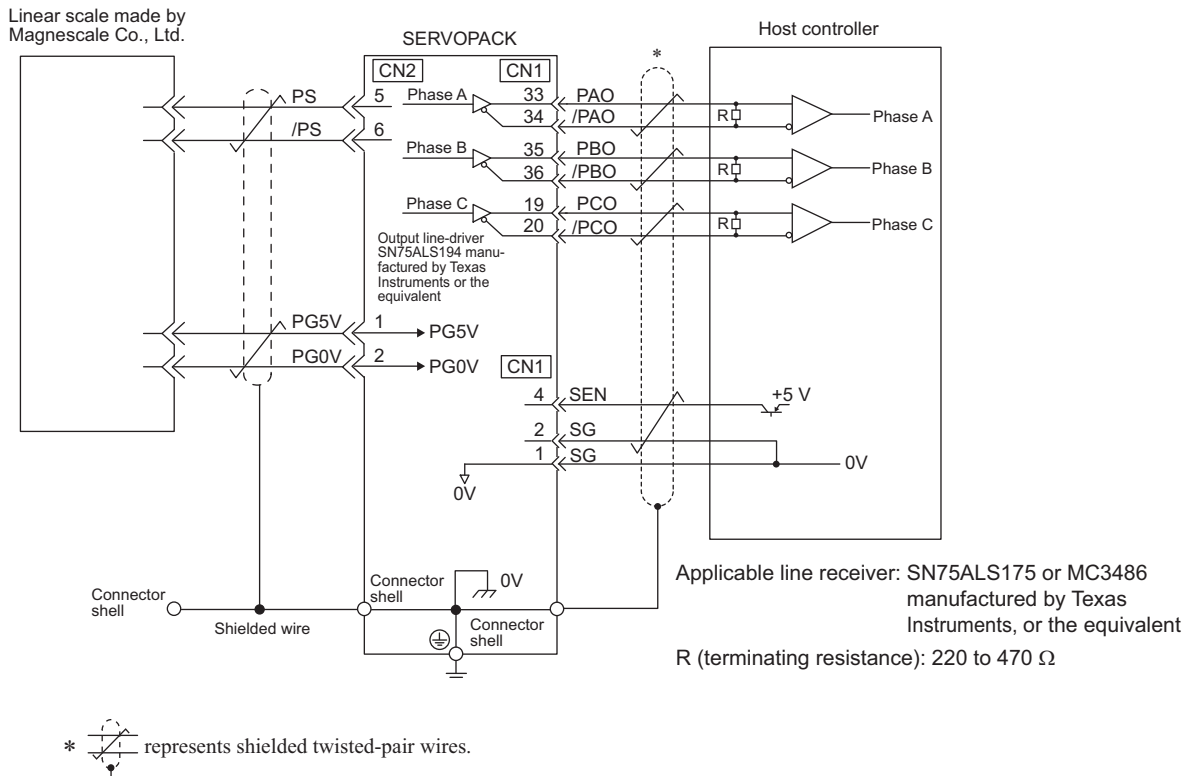 Linear scale made by
Magnescale Co., Ltd.
SERVOPACK
*
Host controller
CN2
CN1
PS
5
Phase A
33
PAO
34
/PAO
R
Phase A
/PS
6
Phase B
35
PBO
36
/PBO
R
Phase B
Phase C
19
PCO
20
/PCO
R
Phase C
Output line-driver
SN75ALS194 manu-
factured by Texas
Instruments or the
equivalent
PG5V
1
PG5V
PG0V
2
PG0V
CN1
4
SEN
+5 V
2
SG
1
SG
0V
0V
Connector
shell
Shielded wire
Connector
shell
0V
Connector
shell
Applicable line receiver: SN75ALS175 or MC3486
manufactured by Texas
Instruments, or the equivalent
R (terminating resistance): 220 to 470 Ω
* represents shielded twisted-pair wires.